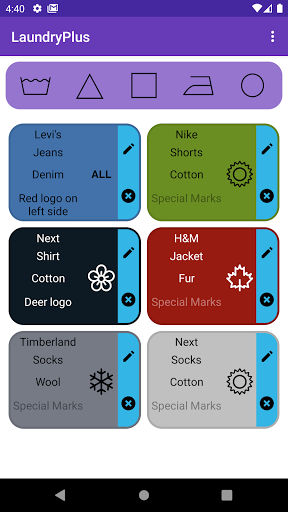 4:40
LaundryPlus
Levi's
Jeans
Denim ALL
Red logo on
left side
Nike
Shorts
Cotton
Special Marks
Next
Shirt
Cotton
Deer logo
H&M
Jacket
Fur
Special Marks
Timberland
Socks
Wool
Special Marks
Next
Socks
Cotton
Special Marks